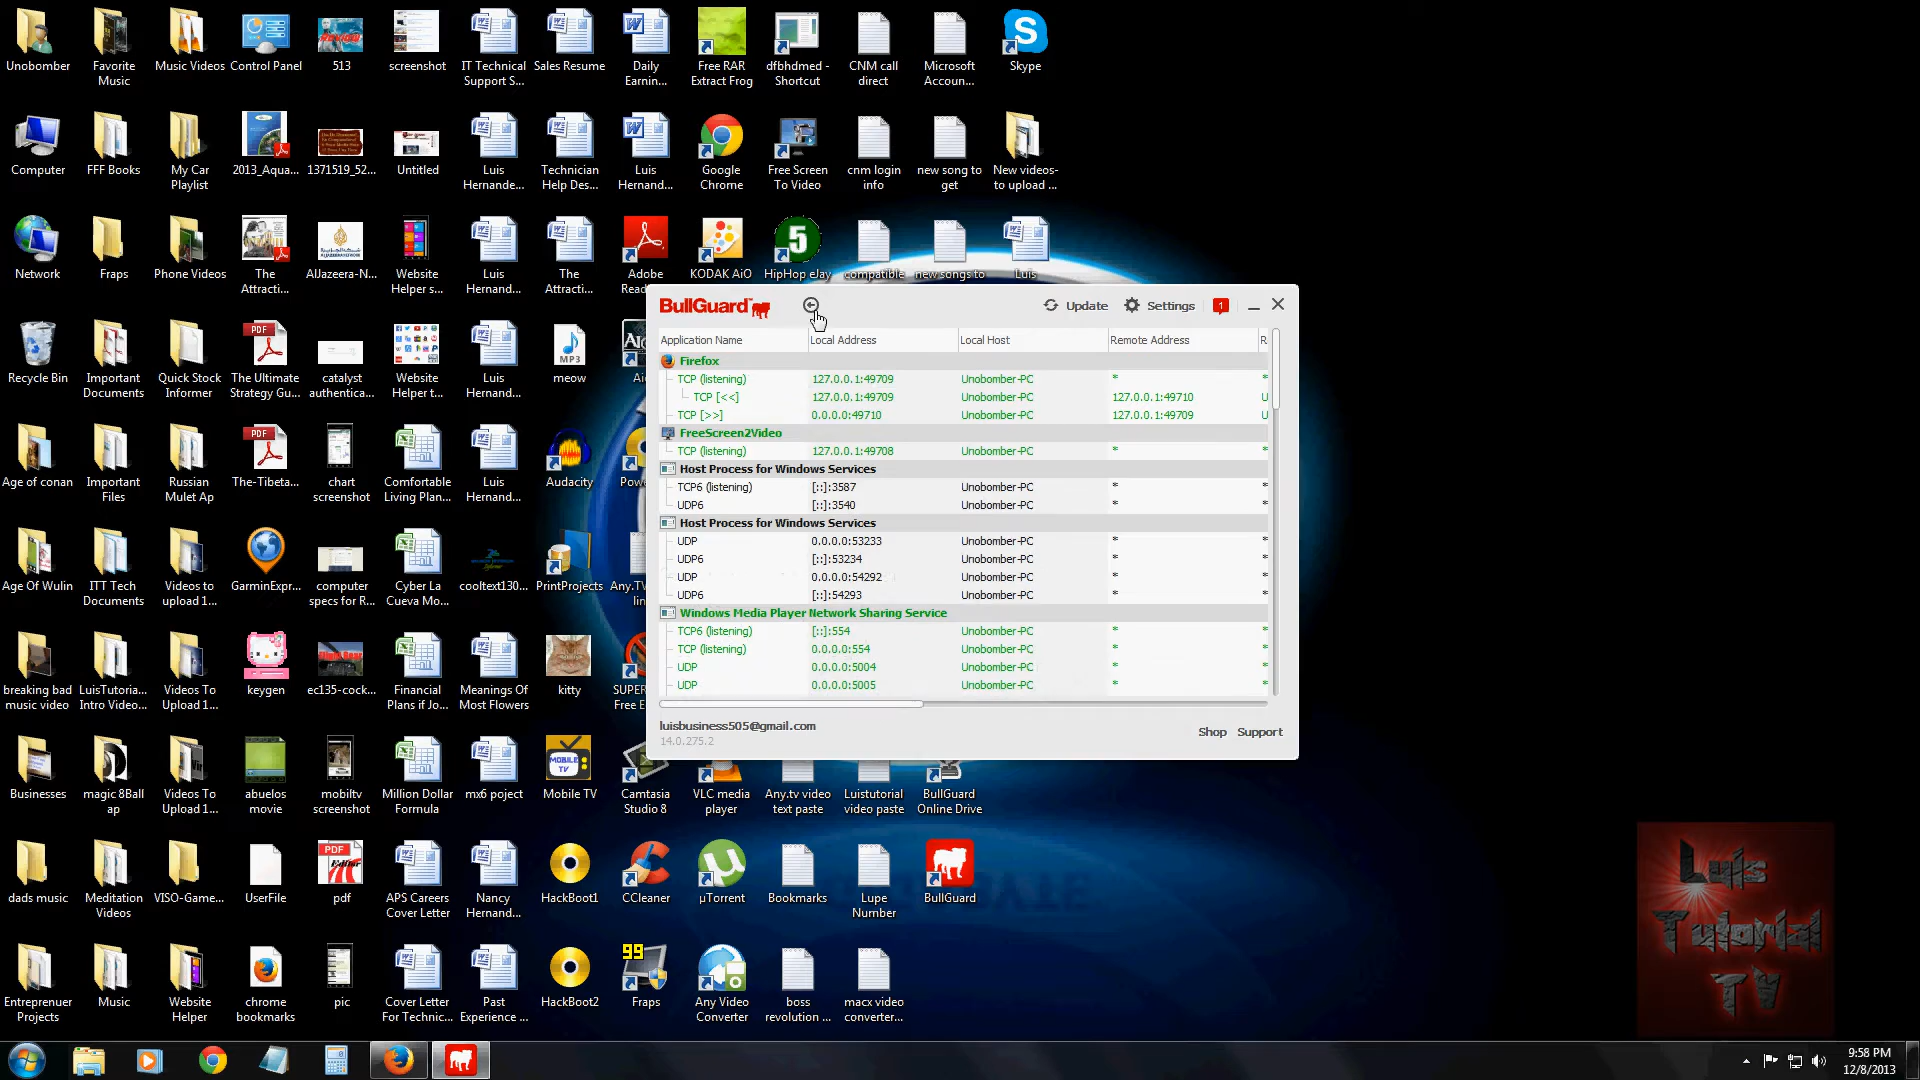 Unobomber
Favorite
Music
Music Videos
Control Panel
513
screenshot
IT Technical
Support S...
Sales Resume
Daily
Earnin...
Free RAR
Extract Frog
dfbhdmed -
Shortcut
CNM call
direct
Microsoft
Accoun...
Skype
Computer
FFF Books
My Car
Playlist
2013_Aqua...
1371519_52...
Untitled
Luis
Hernande...
Technician
Help Des...
Luis
Hernand...
Google
Chrome
Free Screen
To Video
cnm login
info
new song to
get
New videos-
to upload ...
Network
Fraps
Phone Videos
The
Attracti...
AlJazeera-N...
Website
Helper s...
Luis
Hernand...
The
Attracti...
Adobe
Read
KODAK AiO
HipHop eJay
compatible
new songs to
Luis
Recycle Bin
Important
Documents
Quick Stock
Informer
The Ultimate
Strategy Gu...
catalyst
authentica...
Website
Helper t...
Luis
Hernand...
MP3
meow
Age of conan
Important
Files
Russian
Mulet Ap
The-Tibeta...
chart
screenshot
Comfortable
Living Plan...
Luis
Hernand...
Audacity
Age Of Wulin
ITT Tech
Documents
Videos to
upload 1...
GarminExpr...
computer
specs for R...
Cyber La
Cueva Mo...
cooltext130...
PrintProjects
Any.T
lin
breaking bad
music video
LuisTutoria...
Intro Video...
Videos To
Upload 1...
keygen
ec135-cock...
Financial
Plans if Jo...
Meanings Of
Most Flowers
kitty
SUPER
Free E
Businesses
magic 8Ball
ap
Videos To
Upload 1...
abuelos
movie
mobiltv
screenshot
Million Dollar
Formula
mx6 poject
MOBILE
TV
Mobile TV
Camtasia
Studio 8
VLC media
player
Any.tv video
text paste
Luistutorial
video paste
BullGuard
Online Drive
dads music
Meditation
Videos
VISO-Game...
UserFile
PDF
Editor
pdf
APS Careers
Cover Letter
Nancy
Hernand...
HackBoot1
CCleaner
µTorrent
Bookmarks
Lupe
Number
BullGuard
Entreprenuer
Projects
Music
Website
Helper
chrome
bookmarks
pic
Cover Letter
For Technic...
Past
Experience ...
HackBoot2
99
Fraps
Any Video
Converter
boss
revolution ...
macx video
converter...
BullGuard
Update
Settings
1
Application Name Local Address Local Host Remote Address R
Firefox
TCP (listening) 127.0.0.1:49709 Unobomber-PC * *
TCP [<<] 127.0.0.1:49709 Unobomber-PC 127.0.0.1:49710 U
TCP [>>] 0.0.0.0:49710 Unobomber-PC 127.0.0.1:49709 U
FreeScreen2Video
TCP (listening) 127.0.0.1:49708 Unobomber-PC * *
Host Process for Windows Services
TCP6 (listening) [::]:3587 Unobomber-PC * *
UDP6 [::]:3540 Unobomber-PC * *
Host Process for Windows Services
UDP 0.0.0.0:53233 Unobomber-PC * *
UDP6 [::]:53234 Unobomber-PC * *
UDP 0.0.0.0:54292 Unobomber-PC * *
UDP6 [::]:54293 Unobomber-PC * *
Windows Media Player Network Sharing Service
TCP6 (listening) [::]:554 Unobomber-PC * *
TCP (listening) 0.0.0.0:554 Unobomber-PC * *
UDP 0.0.0.0:5004 Unobomber-PC * *
UDP 0.0.0.0:5005 Unobomber-PC * *
luisbusiness505@gmail.com
14.0.275.2
Shop Support
Luis
Tutorial
TV
9:58 PM
12/8/2013